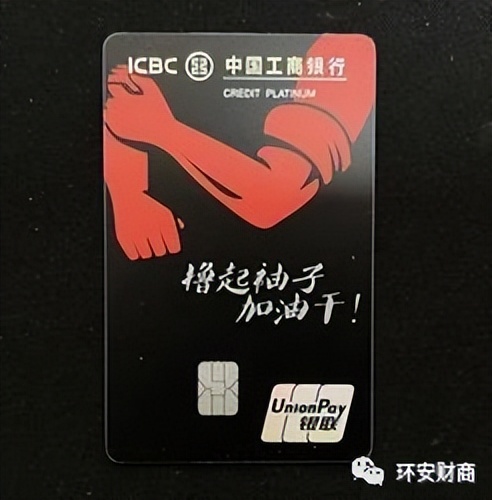 ICBC 中国工商银行
CREDIT PLATINUM
撸起袖子
加油干!
UnionPay
银联
环安财商